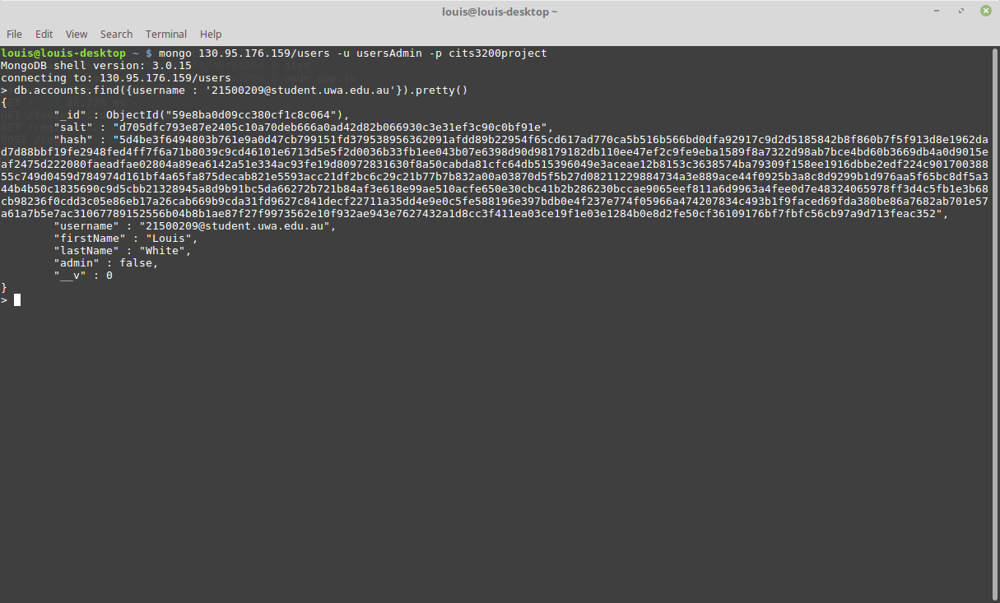 louis@louis-desktop ~
File Edit View Search Terminal Help
louis@louis-desktop ~ $ mongo 130.95.176.159/users -u usersAdmin -p cits3200project
MongoDB shell version: 3.0.15
connecting to: 130.95.176.159/users
> db.accounts.find({username : '21500209@student.uwa.edu.au'}).pretty()
{
"_id" : ObjectId("59e8ba0d09cc380cf1c8c064"),
"salt" : "d705dfc793e87e2405c10a70deb666a0ad42d82b066930c3e31ef3c90c0bf91e",
"hash" : "5d4be3f6494803b761e9a0d47cb799151fd379538956362091afdd89b22954f65cd617ad770ca5b516b566bd0dfa92917c9d2d5185842b8f860b7f5f913d8e1962da
d7d88bbf19fe2948fed4ff7f6a71b8039c9cd46101e6713d5e5f2d0036b33fb1ee043b07e6398d90d98179182db110ee47ef2c9fe9eba1589f8a7322d98ab7bce4bd60b3669db4a0d9015e
af2475d222080faeadfae02804a89ea6142a51e334ac93fe19d80972831630f8a50cabda81cfc64db515396049e3aceae12b8153c3638574ba79309f158ee1916dbbe2edf224c901700388
55c749d0459d784974d161bf4a65fa875decab821e5593acc21df2bc6c29c21b77b7b832a00a03870d5f5b27d08211229884734a3e889ace44f0925b3a8c8d9299b1d976aa5f65bc8df5a3
44b4b50c1835690c9d5cbb21328945a8d9b91bc5da66272b721b84af3e618e99ae510acfe650e30cbc41b2b286230bccae9065eef811a6d9963a4fee0d7e48324065978ff3d4c5fb1e3b68
cb98236f0cdd3c05e86eb17a26cab669b9cda31fd9627c841decf22711a35dd4e9e0c5fe588196e397bdb0e4f237e774f05966a474207834c493b1f9faced69fda380be86a7682ab701e57
a61a7b5e7ac31067789152556b04b8b1ae87f27f9973562e10f932ae943e7627432a1d8cc3f411ea03ce19f1e03e1284b0e8d2fe50cf36109176bf7fbfc56cb97a9d713feac352",
"username" : "21500209@student.uwa.edu.au",
"firstName" : "Louis",
"lastName" : "White",
"admin" : false,
"__v" : 0
}
>